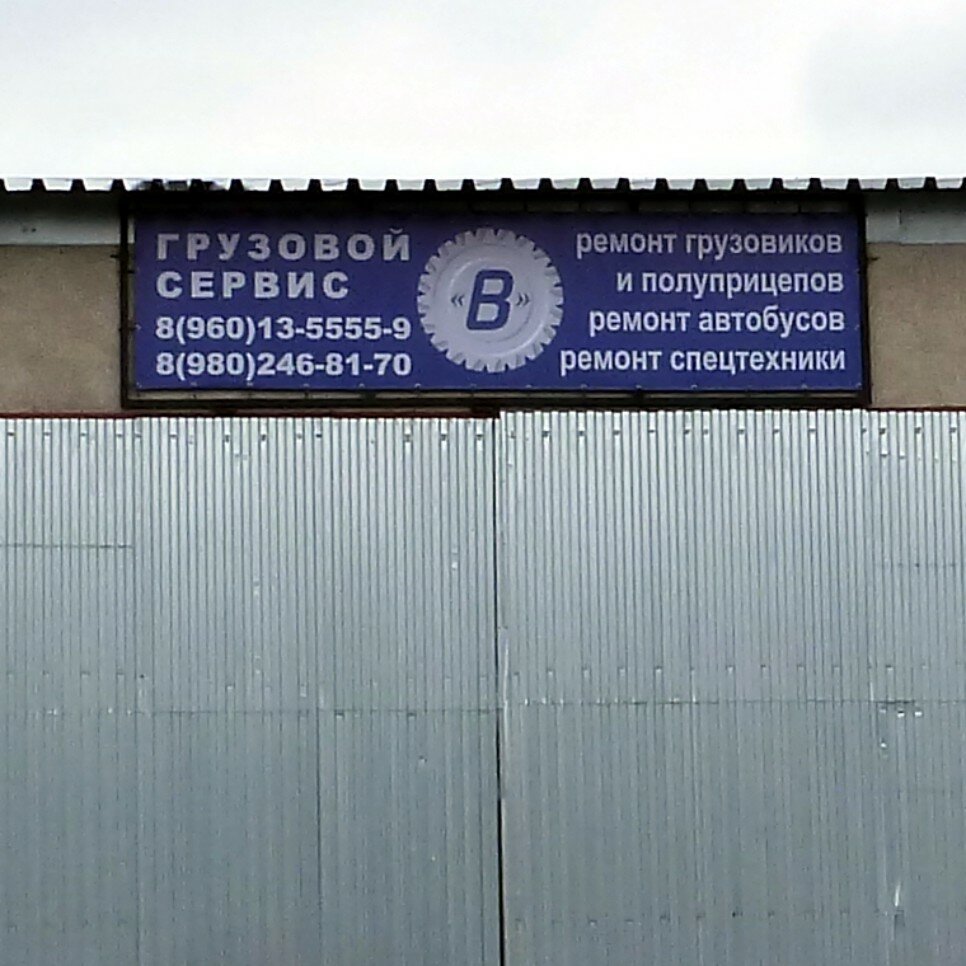 ГРУЗОВОЙ
СЕРВИС
8(960)13-5555-9
8(980)246-81-70
«В»
ремонт грузовиков
и полуприцепов
ремонт автобусов
ремонт спецтехники